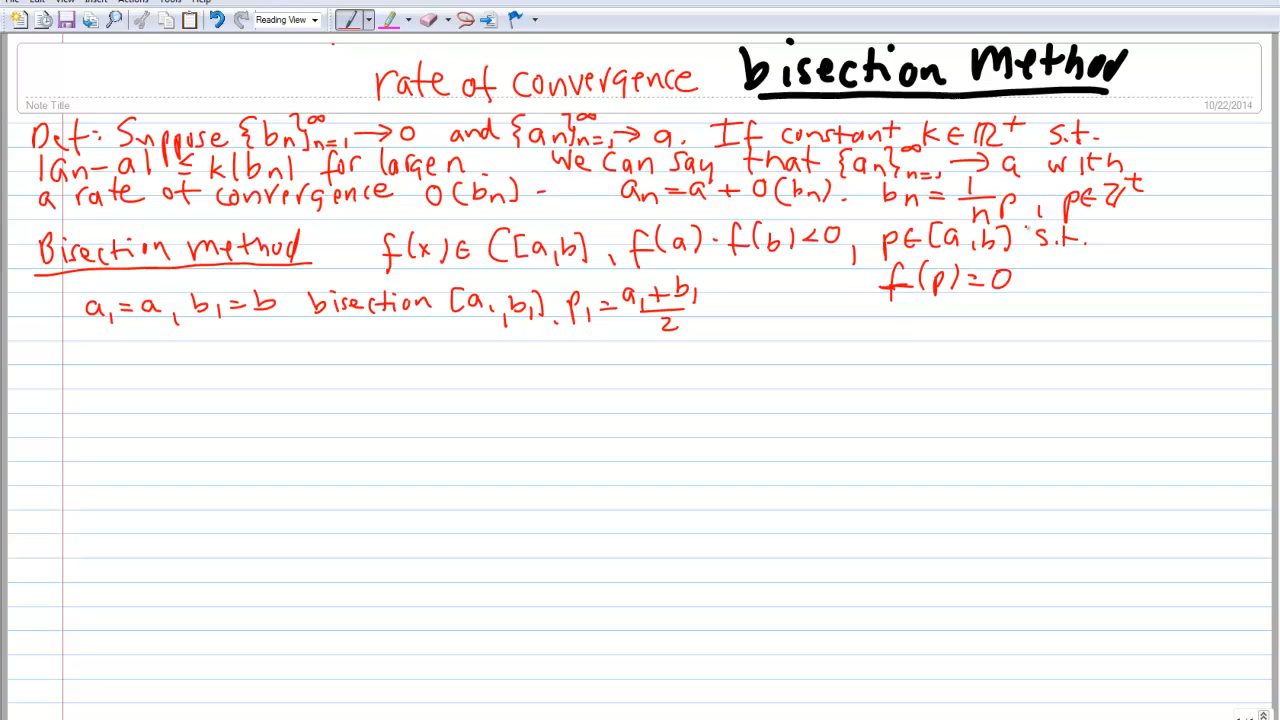 Reading View
rate of convergence bisection Method
Note Title
10/22/2014
Def: Suppose {bn}∞n=1 → 0 and {an}∞n=1 → a. If constant k ∈ ℝ+ s.t.
|an - a| ≤ k|bn| for large n. We can say that {an}∞n=1 → a with
a rate of convergence O(bn) - an = a + O(bn). bn = 1/n^p, p ∈ ℤ+
Bisection method f(x) ∈ C[a,b], f(a)·f(b) < 0, p ∈ [a,b] s.t.
f(p) = 0
a1 = a, b1 = b bisection [a1, b1]. p1 = (a1 + b1)/2